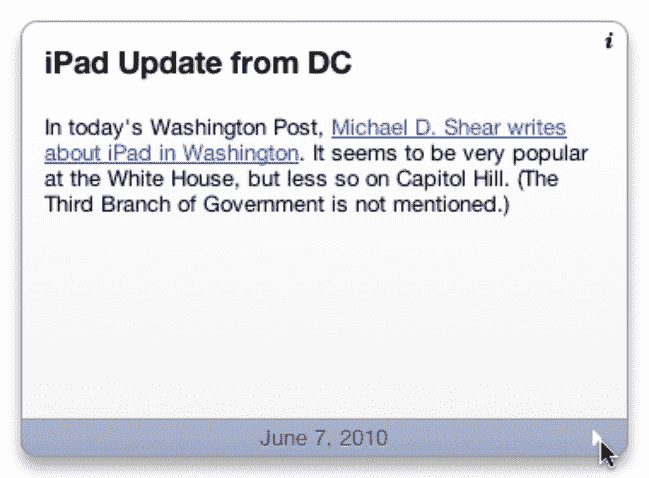 i
iPad Update from DC
In today's Washington Post, Michael D. Shear writes
about iPad in Washington. It seems to be very popular
at the White House, but less so on Capitol Hill. (The
Third Branch of Government is not mentioned.)
June 7, 2010